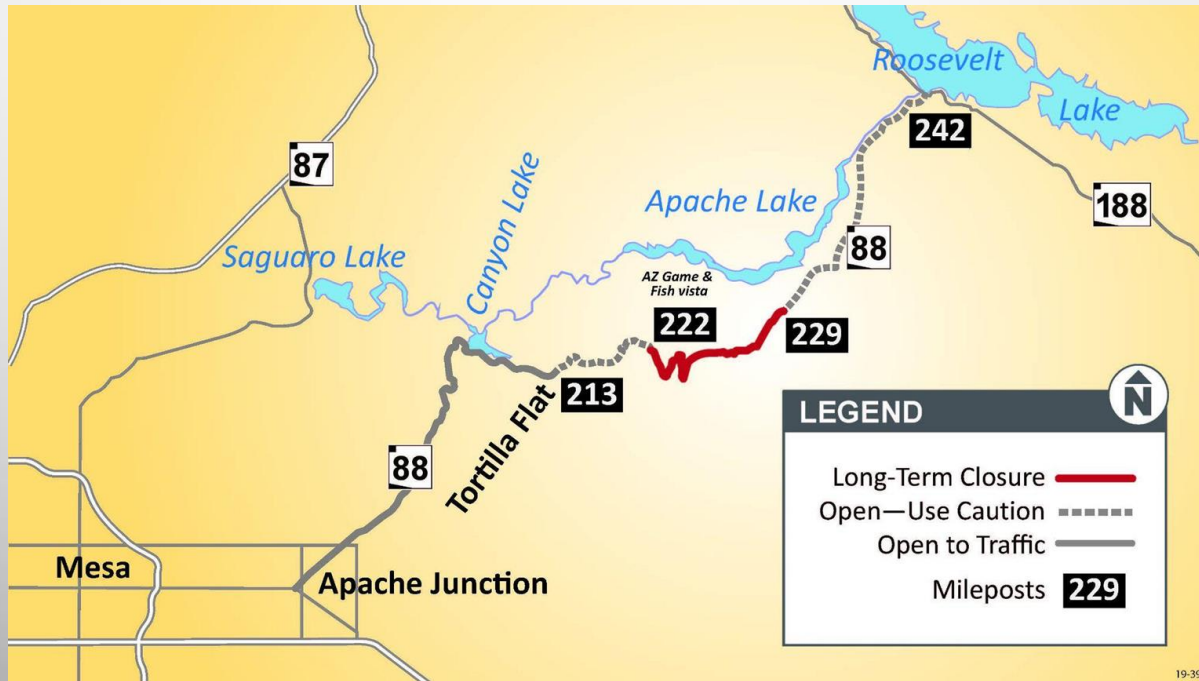 Roosevelt
Lake
242
87
188
Apache Lake
Canyon Lake
Saguaro Lake
88
AZ Game &
Fish vista
222
229
213
Tortilla Flat
88
Mesa
Apache Junction
LEGEND
N
Long-Term Closure
Open—Use Caution
Open to Traffic
Mileposts 229